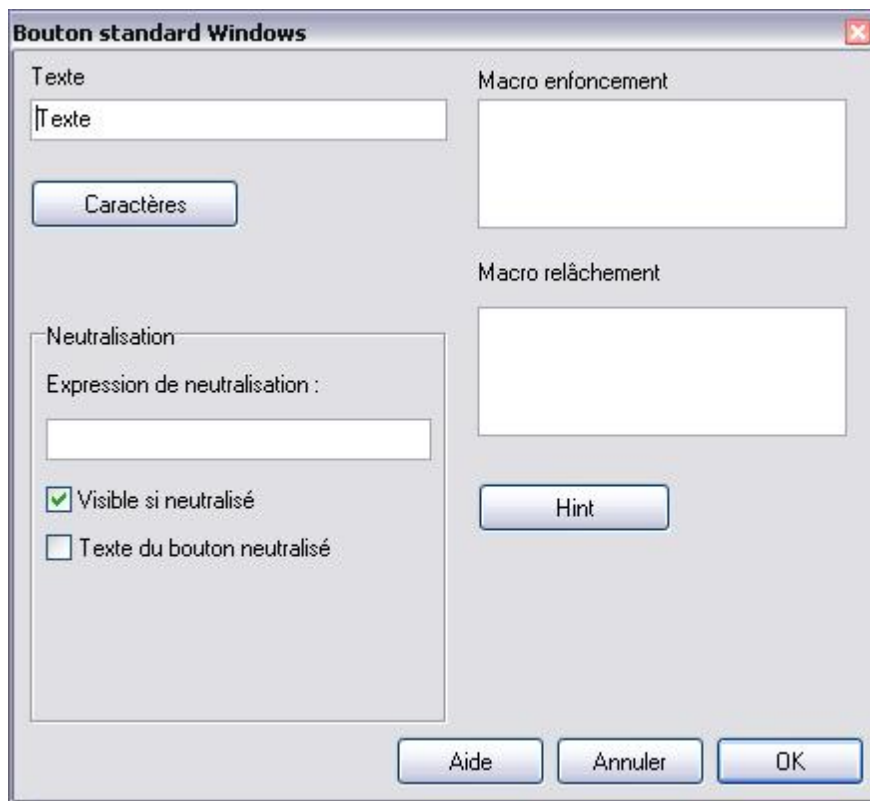 Bouton standard Windows
Texte
Texte
Caractères
Neutralisation
Expression de neutralisation :
Visible si neutralisé
Texte du bouton neutralisé
Macro enfoncement
Macro relâchement
Hint
Aide
Annuler
OK